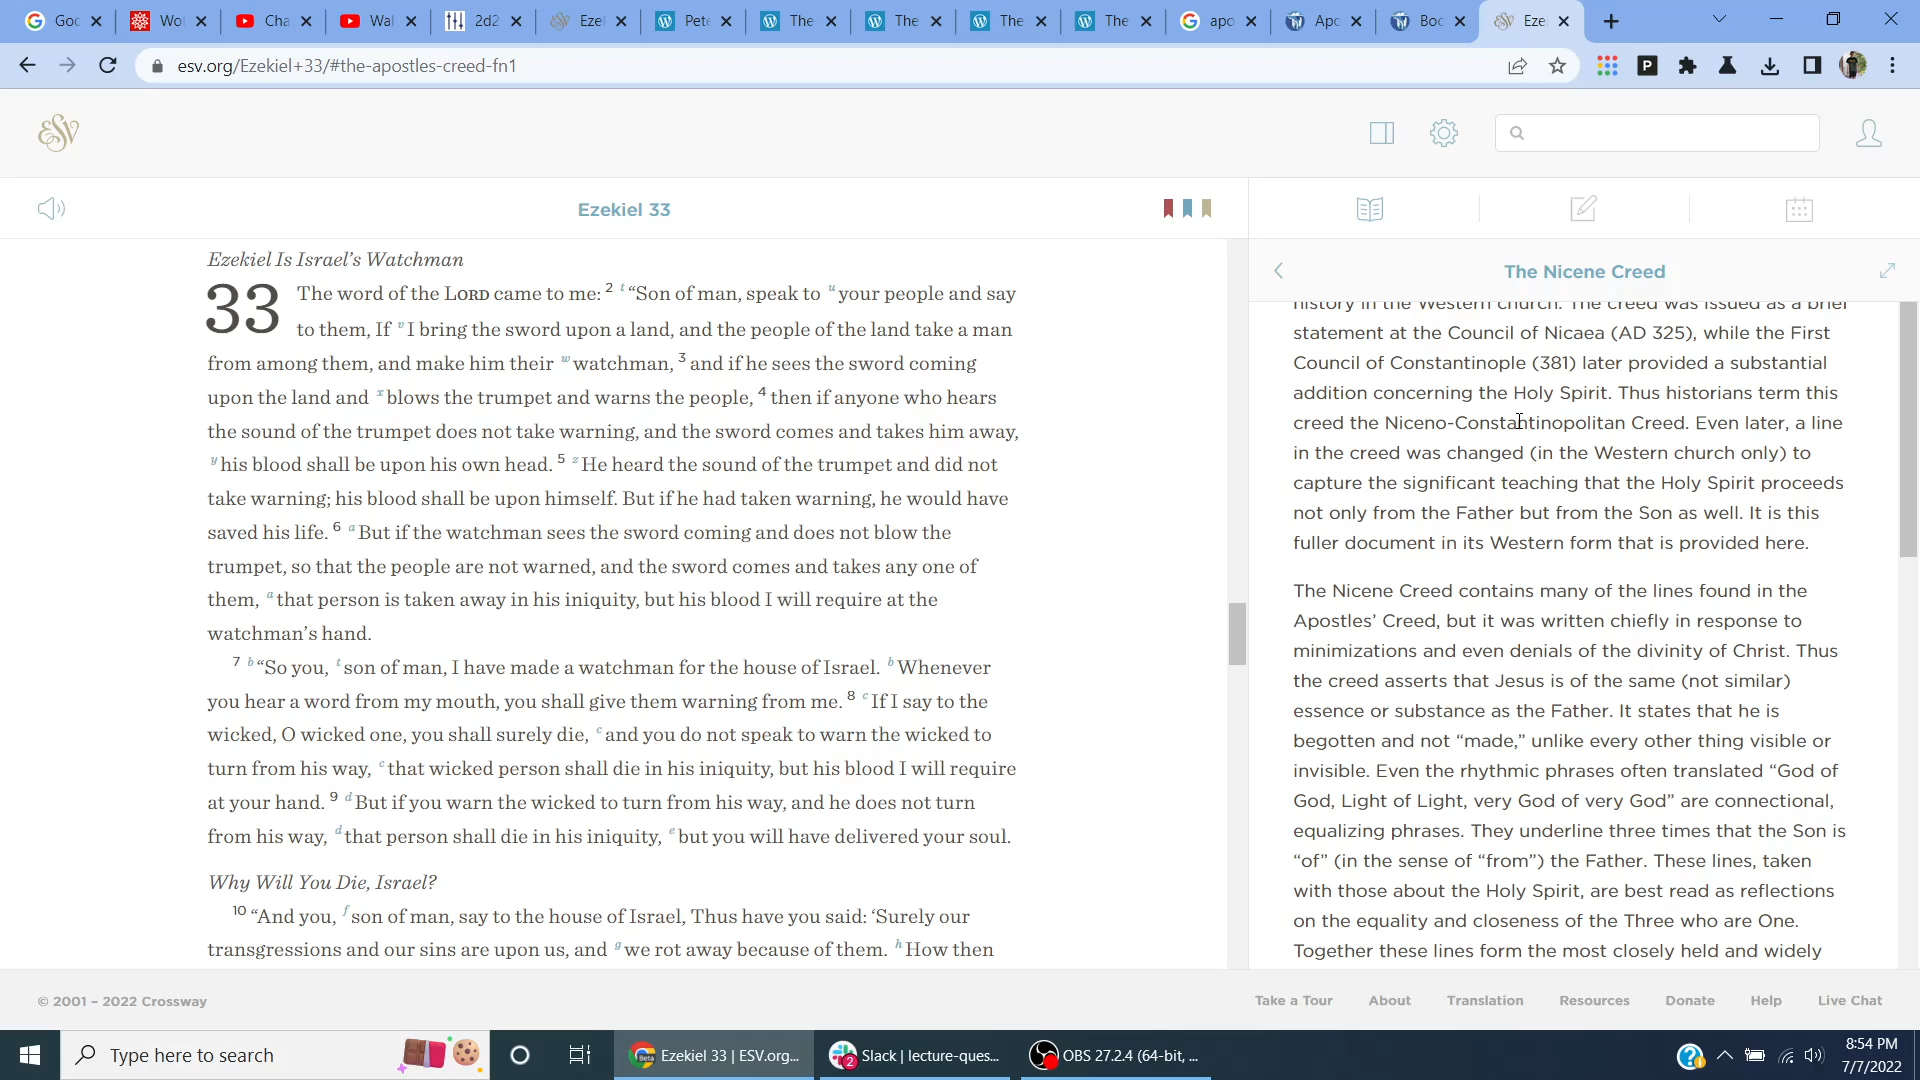 Goc
Wo
Cha
Wal
2d2
Eze
Pete
The
The
The
The
apo
Apo
Boc
Eze
esv.org/Ezekiel+33/#the-apostles-creed-fn1
P
ESV
Ezekiel 33
Ezekiel Is Israel’s Watchman
33 The word of the LORD came to me: 2 t “Son of man, speak to u your people and say
to them, If v I bring the sword upon a land, and the people of the land take a man
from among them, and make him their w watchman, 3 and if he sees the sword coming
upon the land and x blows the trumpet and warns the people, 4 then if anyone who hears
the sound of the trumpet does not take warning, and the sword comes and takes him away,
y his blood shall be upon his own head. 5 z He heard the sound of the trumpet and did not
take warning; his blood shall be upon himself. But if he had taken warning, he would have
saved his life. 6 a But if the watchman sees the sword coming and does not blow the
trumpet, so that the people are not warned, and the sword comes and takes any one of
them, a that person is taken away in his iniquity, but his blood I will require at the
watchman’s hand.
7 b “So you, t son of man, I have made a watchman for the house of Israel. b Whenever
you hear a word from my mouth, you shall give them warning from me. 8 c If I say to the
wicked, O wicked one, you shall surely die, c and you do not speak to warn the wicked to
turn from his way, c that wicked person shall die in his iniquity, but his blood I will require
at your hand. 9 d But if you warn the wicked to turn from his way, and he does not turn
from his way, d that person shall die in his iniquity, e but you will have delivered your soul.
Why Will You Die, Israel?
10 “And you, f son of man, say to the house of Israel, Thus have you said: ‘Surely our
transgressions and our sins are upon us, and g we rot away because of them. h How then
The Nicene Creed
history in the Western church. The creed was issued as a brief
statement at the Council of Nicaea (AD 325), while the First
Council of Constantinople (381) later provided a substantial
addition concerning the Holy Spirit. Thus historians term this
creed the Niceno-Constantinopolitan Creed. Even later, a line
in the creed was changed (in the Western church only) to
capture the significant teaching that the Holy Spirit proceeds
not only from the Father but from the Son as well. It is this
fuller document in its Western form that is provided here.
The Nicene Creed contains many of the lines found in the
Apostles’ Creed, but it was written chiefly in response to
minimizations and even denials of the divinity of Christ. Thus
the creed asserts that Jesus is of the same (not similar)
essence or substance as the Father. It states that he is
begotten and not “made,” unlike every other thing visible or
invisible. Even the rhythmic phrases often translated “God of
God, Light of Light, very God of very God” are connectional,
equalizing phrases. They underline three times that the Son is
“of” (in the sense of “from”) the Father. These lines, taken
with those about the Holy Spirit, are best read as reflections
on the equality and closeness of the Three who are One.
Together these lines form the most closely held and widely
© 2001 – 2022 Crossway
Take a Tour About Translation Resources Donate Help Live Chat
Type here to search
Beta
Ezekiel 33 | ESV.org...
2
Slack | lecture-ques...
OBS 27.2.4 (64-bit, ...
8:54 PM
7/7/2022